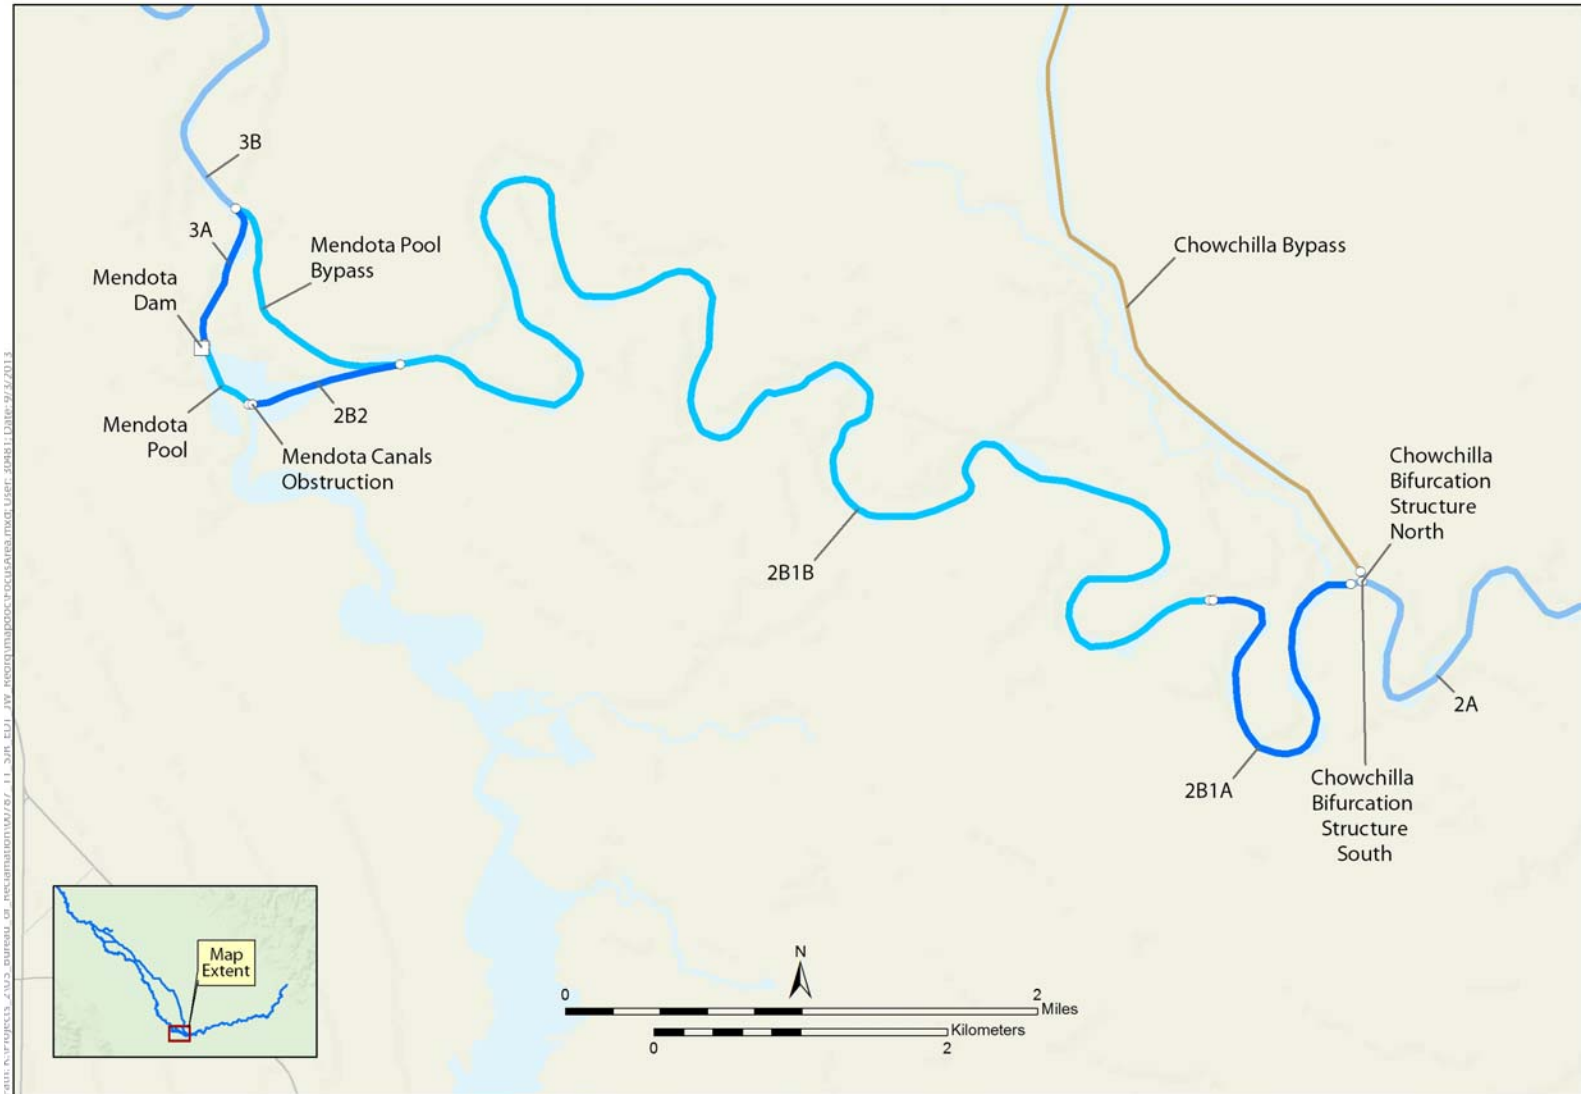 3B
3A
Mendota Pool
Bypass
Mendota
Dam
Chowchilla Bypass
2B2
Mendota
Pool
Mendota Canals
Obstruction
Chowchilla
Bifurcation
Structure
North
2B1B
2A
2B1A
Chowchilla
Bifurcation
Structure
South
Map
Extent
N
0 2
Miles
Kilometers
0 2